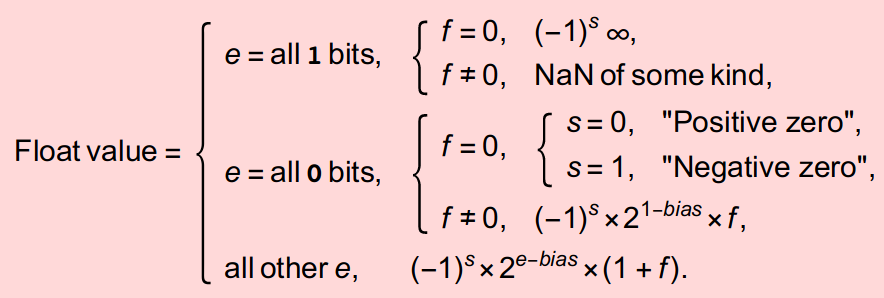 f = 0, (−1)^s ∞,
e = all 1 bits,
f ≠ 0, NaN of some kind,
s = 0, "Positive zero",
f = 0,
Float value =
s = 1, "Negative zero",
e = all 0 bits,
f ≠ 0, (−1)^s × 2^{1−bias} × f,
all other e, (−1)^s × 2^{e−bias} × (1 + f).